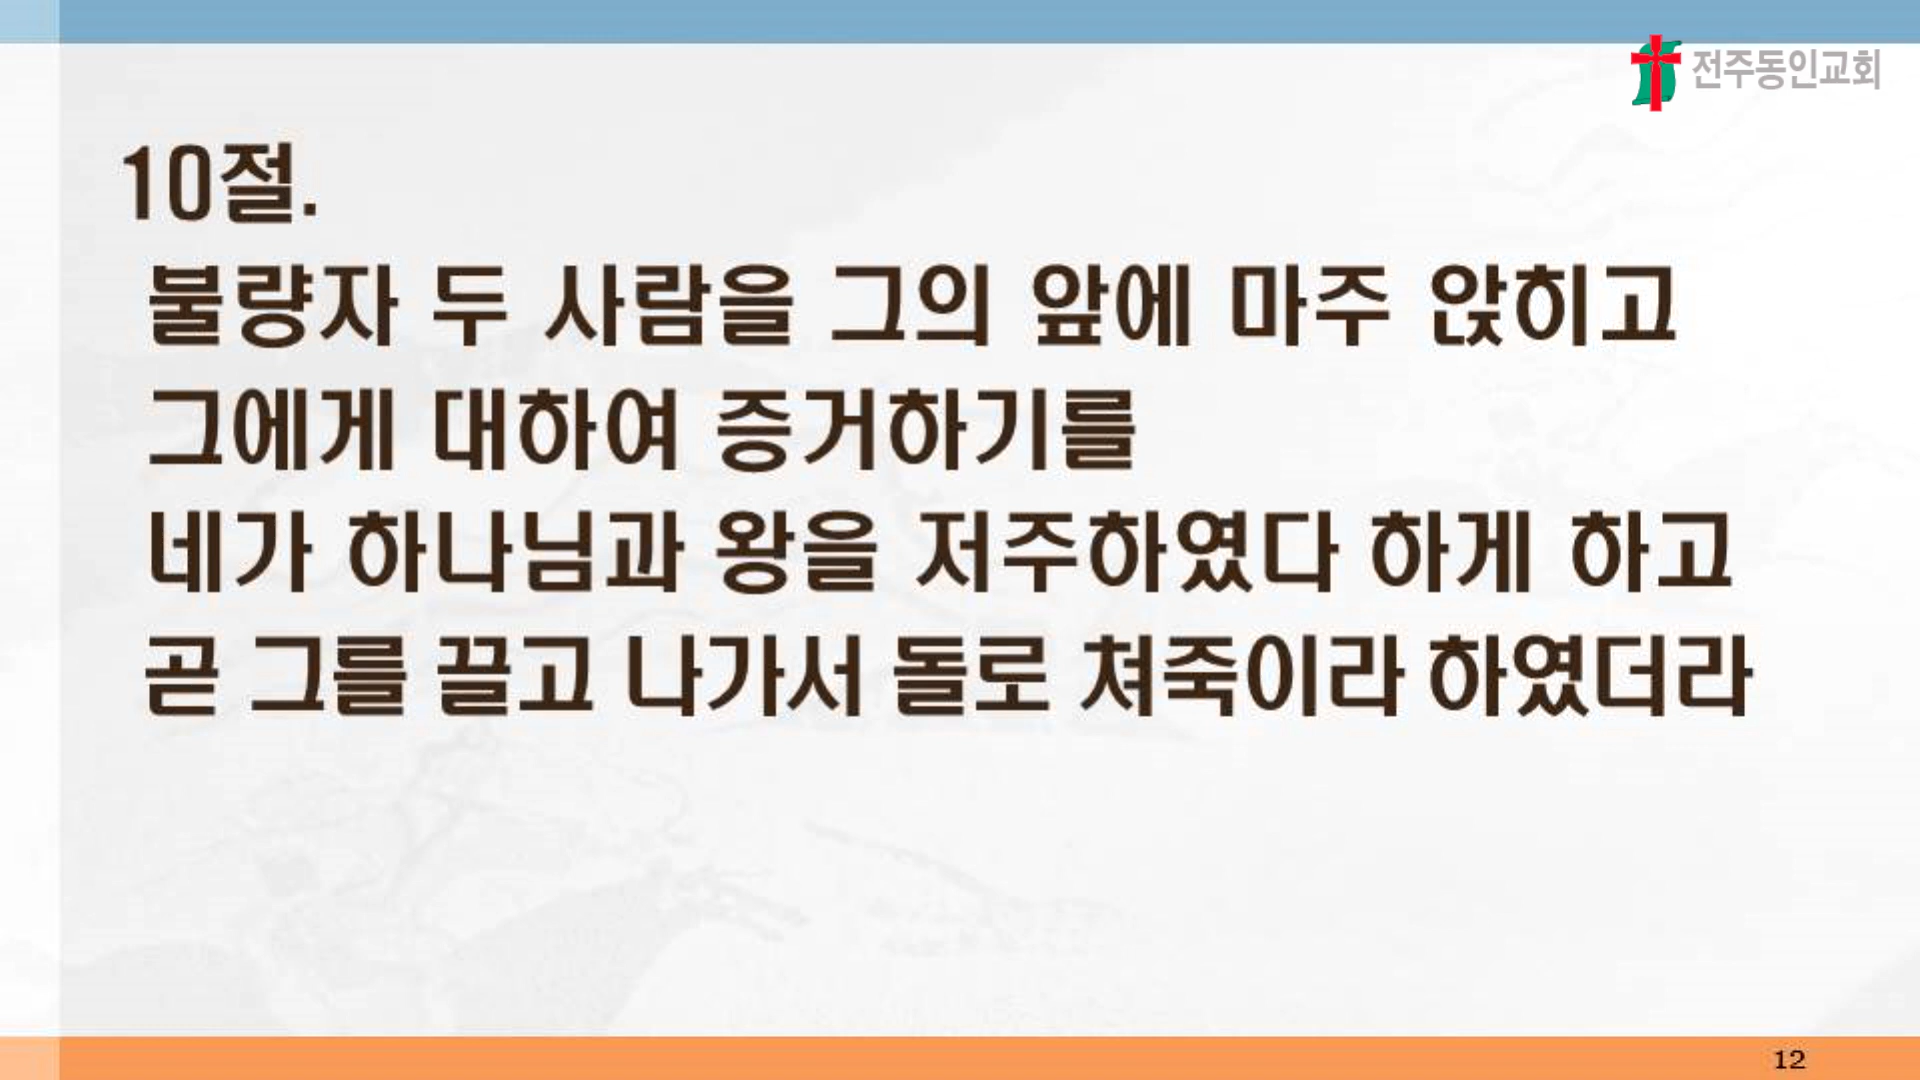 전주동인교회
10절.
불량자 두 사람을 그의 앞에 마주 앉히고
그에게 대하여 증거하기를
네가 하나님과 왕을 저주하였다 하게 하고
곧 그를 끌고 나가서 돌로 쳐죽이라 하였더라
12